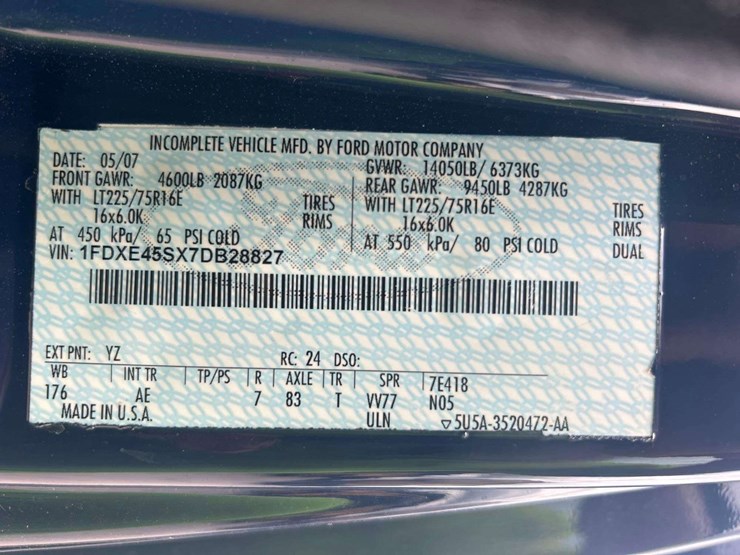 INCOMPLETE VEHICLE MFD. BY FORD MOTOR COMPANY
DATE: 05/07 GVWR: 14050LB/ 6373KG
FRONT GAWR: 4600LB 2087KG REAR GAWR: 9450LB 4287KG
WITH LT225/75R16E TIRES WITH LT225/75R16E TIRES
16x6.0K RIMS 16x6.0K RIMS
AT 450 kPa/ 65 PSI COLD AT 550 kPa/ 80 PSI COLD DUAL
VIN: 1FDXE45SX7DB28827
EXT PNT: YZ RC: 24 DSO:
WB INT TR TP/PS R AXLE TR SPR 7E418
176 AE 7 83 T VV77 N05
MADE IN U.S.A. ULN ▽5U5A-3520472-AA